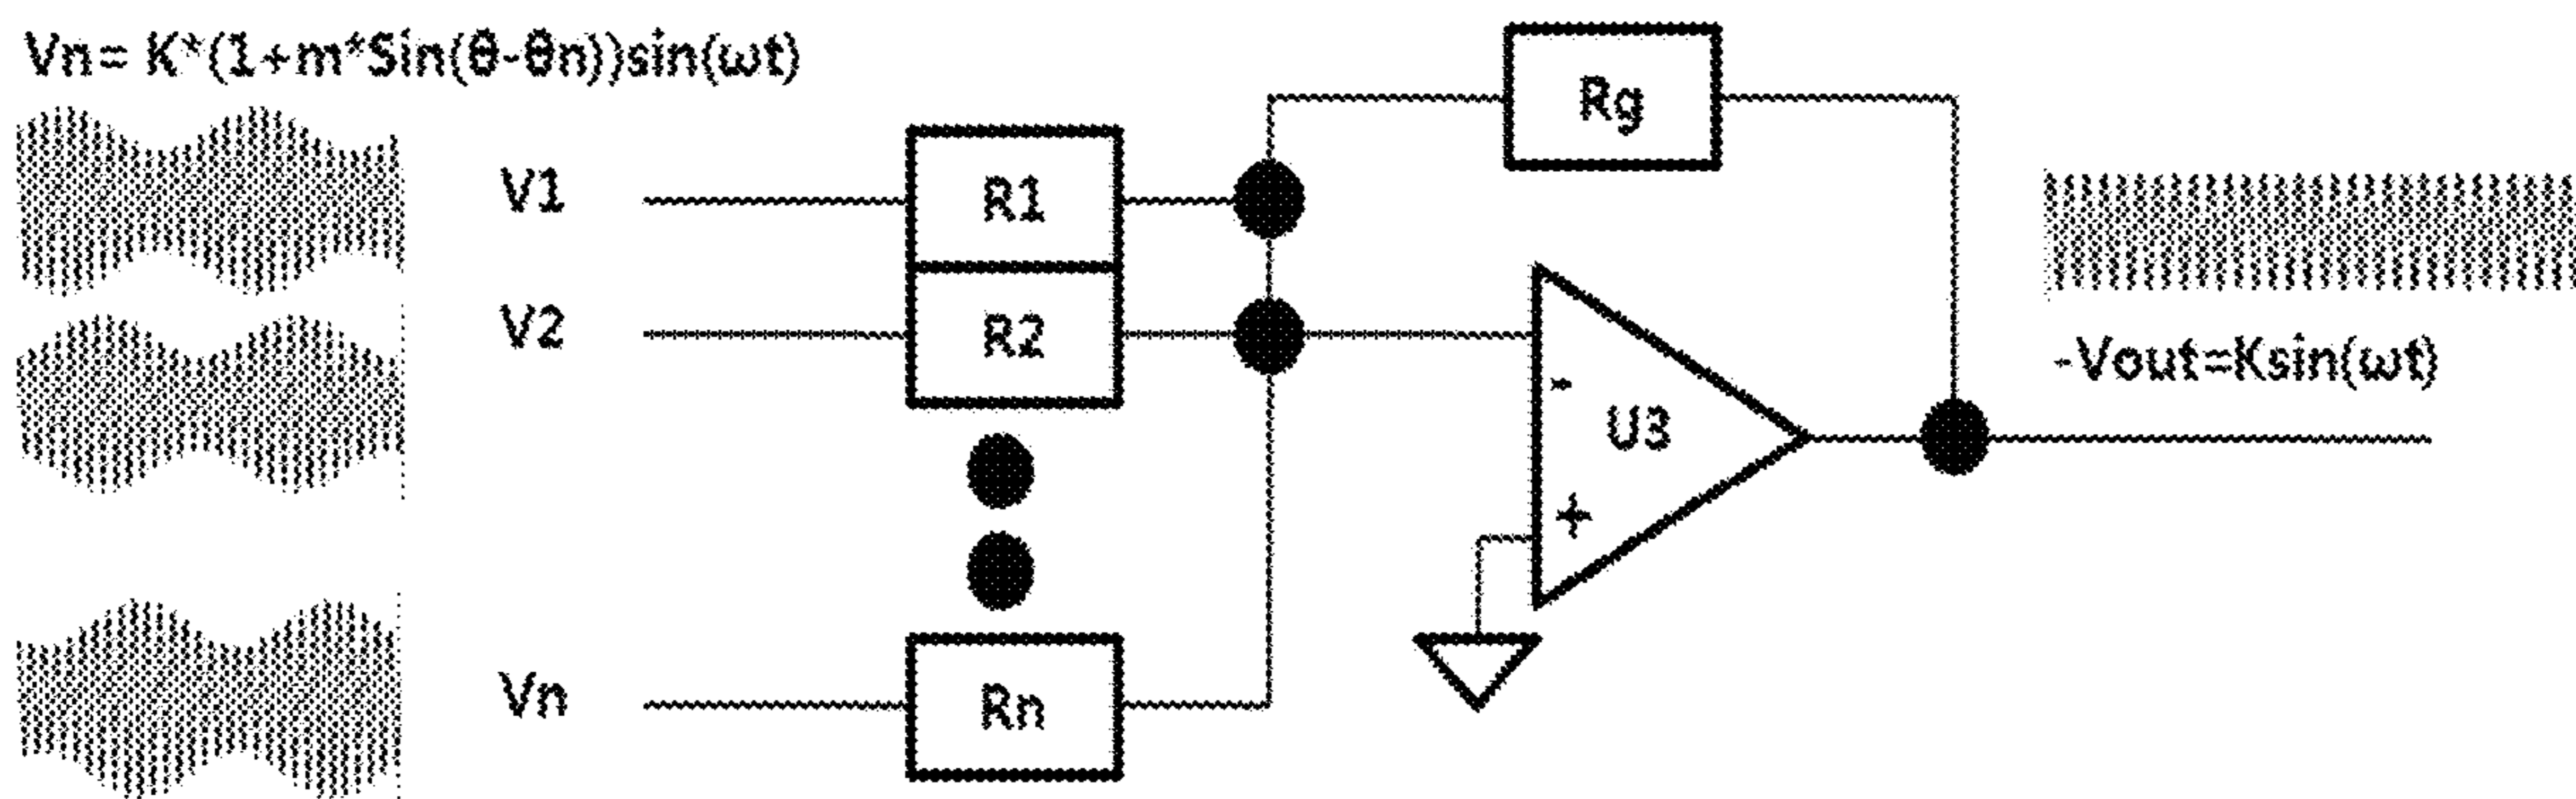 Vn= K*(1+m*Sin(θ-θn))sin(ωt)
Rg
V1
R1
V2
R2
-Vout=Ksin(ωt)
-
U3
+
Vn
Rn